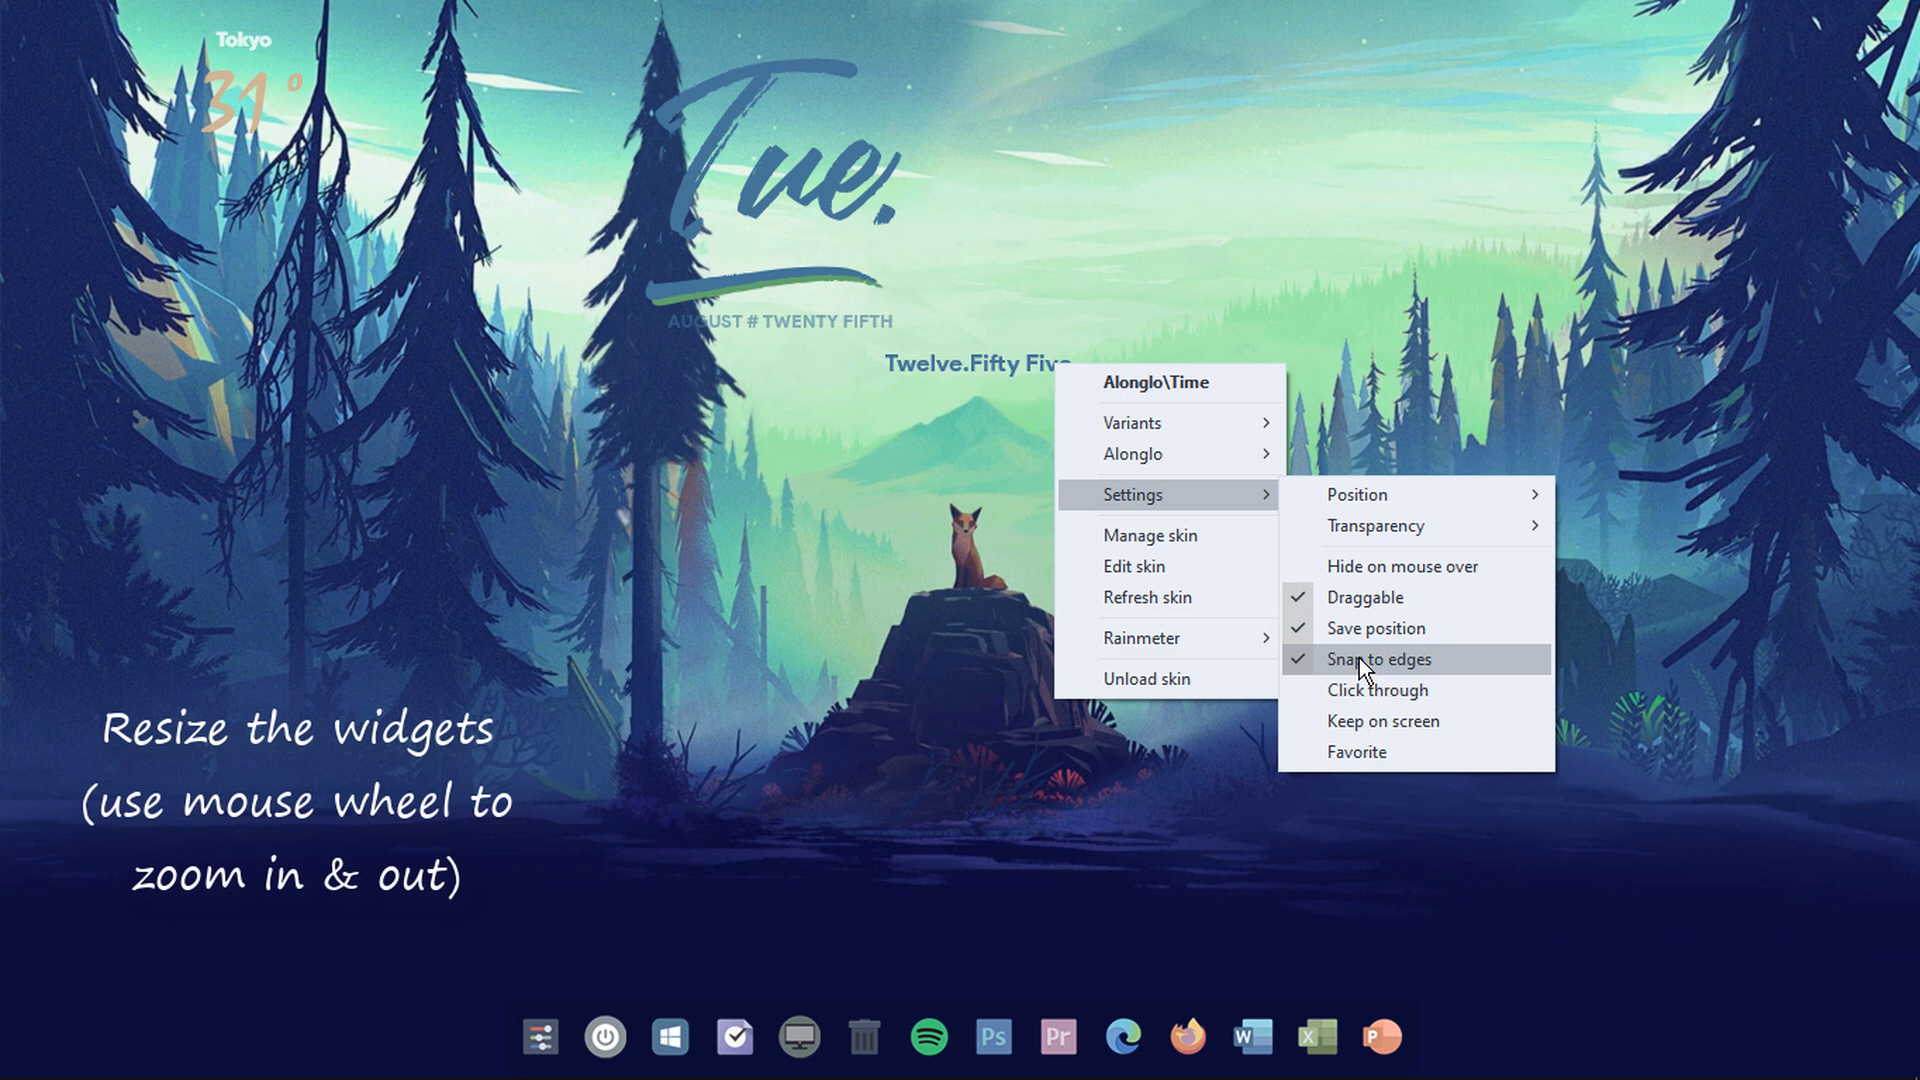 Tokyo
31°
Tue.
AUGUST # TWENTY FIFTH
Twelve.Fifty Five
Alonglo\Time
Variants
Alonglo
Settings
Manage skin
Edit skin
Refresh skin
Rainmeter
Unload skin
Position
Transparency
Hide on mouse over
Draggable
Save position
Snap to edges
Click through
Keep on screen
Favorite
Resize the widgets
(use mouse wheel to
zoom in & out)
Ps
Pr
W
X
P